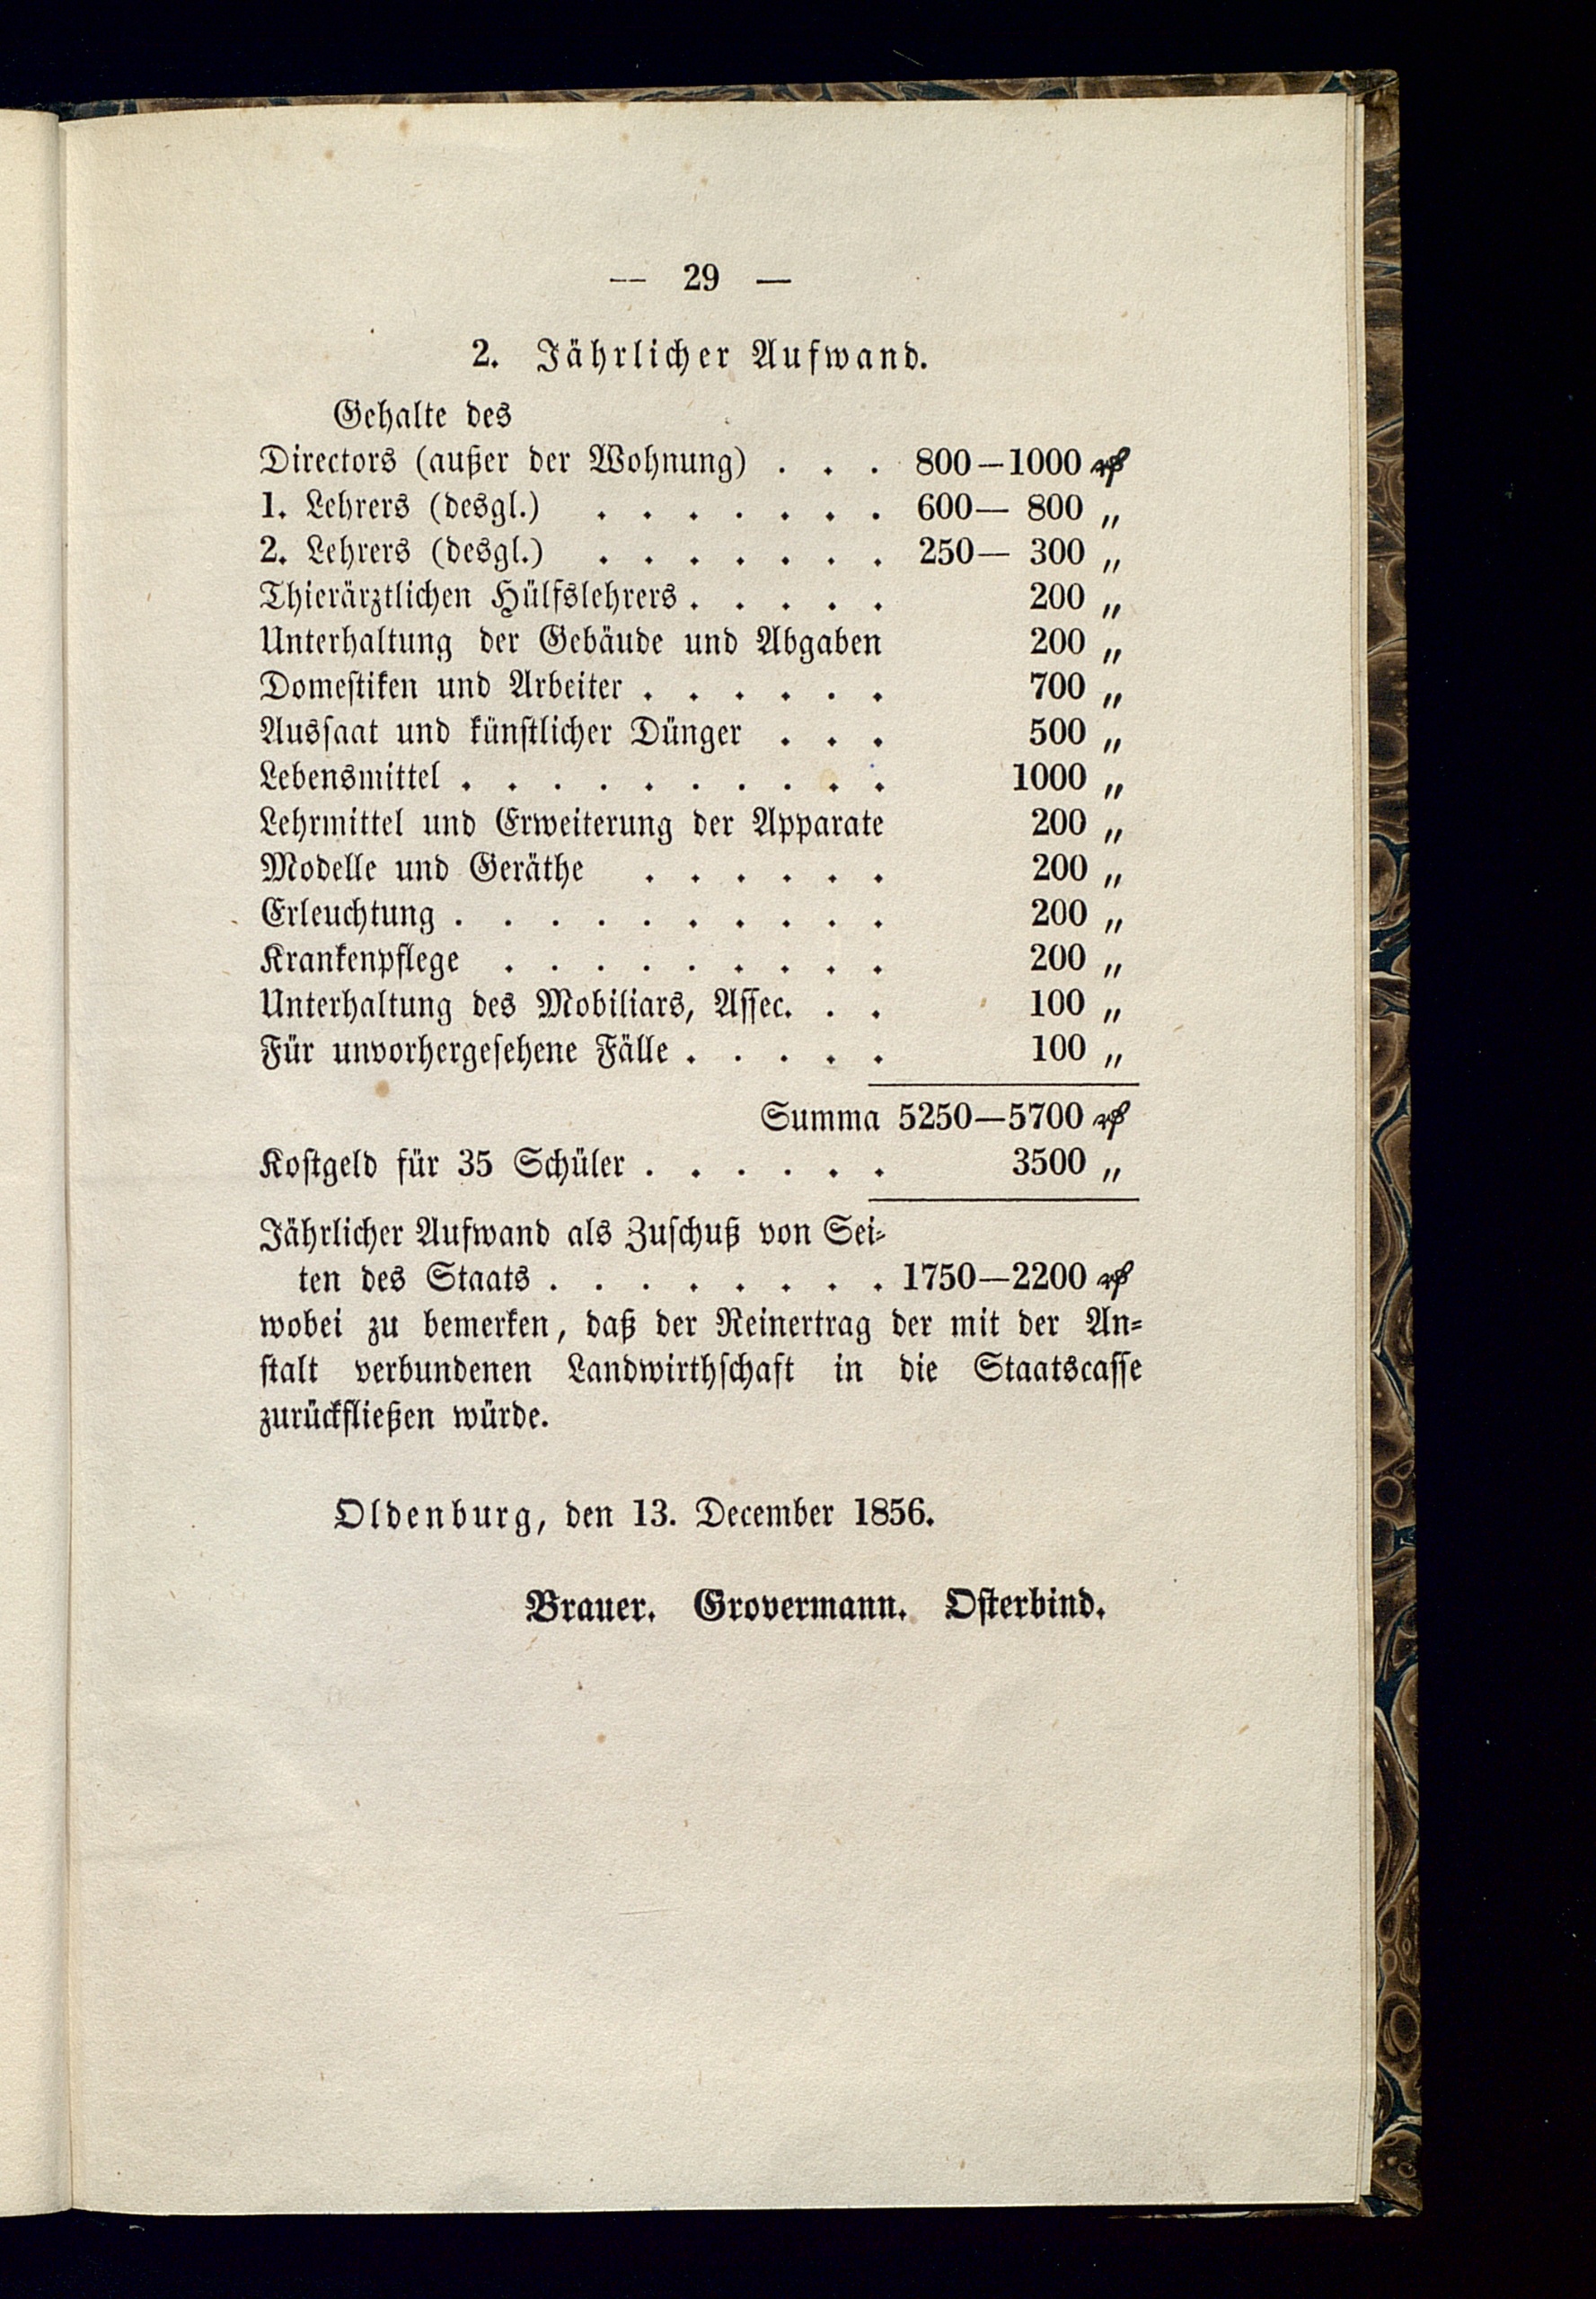 — 29 —
2. Jährlicher Aufwand.
Gehalte des
Directors (außer der Wohnung) . . . 800—1000 ₰
1. Lehrers (desgl.) . . . . . . . 600— 800 „
2. Lehrers (desgl.) . . . . . . . 250— 300 „
Thierärztlichen Hülfslehrers . . . . . 200 „
Unterhaltung der Gebäude und Abgaben 200 „
Domestiken und Arbeiter . . . . . . 700 „
Aussaat und künstlicher Dünger . . . 500 „
Lebensmittel . . . . . . . . . . 1000 „
Lehrmittel und Erweiterung der Apparate 200 „
Modelle und Geräthe . . . . . . 200 „
Erleuchtung . . . . . . . . . . 200 „
Krankenpflege . . . . . . . . . 200 „
Unterhaltung des Mobiliars, Assec. . . 100 „
Für unvorhergesehene Fälle . . . . . 100 „
Summa 5250—5700 ₰
Kostgeld für 35 Schüler . . . . . . 3500 „
Jährlicher Aufwand als Zuschuß von Sei-
ten des Staats . . . . . . . . 1750—2200 ₰
wobei zu bemerken, daß der Reinertrag der mit der An-
stalt verbundenen Landwirthschaft in die Staatscasse
zurückfließen würde.
Oldenburg, den 13. December 1856.
Brauer. Grovermann. Osterbind.